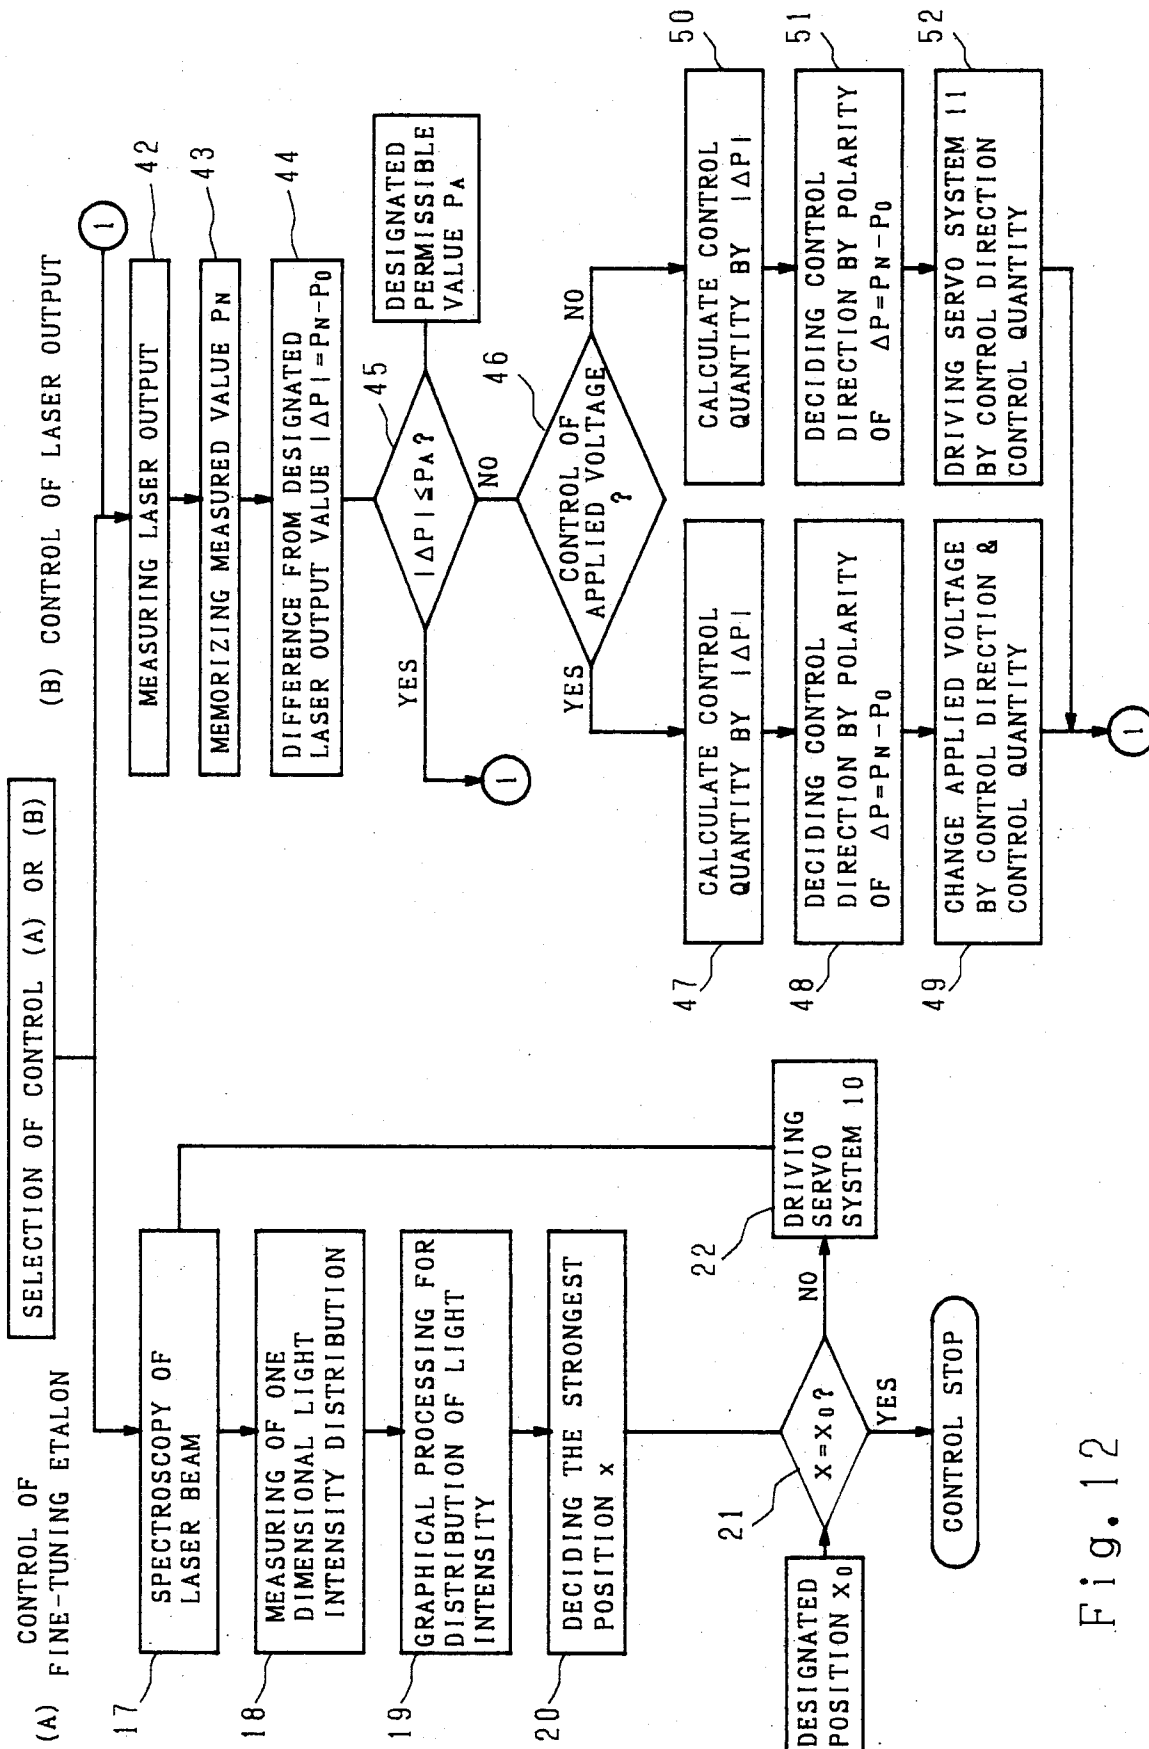 SELECTION OF CONTROL (A) OR (B)
CONTROL OF
(A) FINE-TUNING ETALON
17
SPECTROSCOPY OF
LASER BEAM
18
MEASURING OF ONE
DIMENSIONAL LIGHT
INTENSITY DISTRIBUTION
19
GRAPHICAL PROCESSING FOR
DISTRIBUTION OF LIGHT
INTENSITY
20
DECIDING THE STRONGEST
POSITION x
DESIGNATED
POSITION X0
21
X=X0?
NO
YES
22
DRIVING
SERVO
SYSTEM 10
CONTROL STOP
(B) CONTROL OF LASER OUTPUT
1
MEASURING LASER OUTPUT
42
MEMORIZING MEASURED VALUE PN
43
DIFFERENCE FROM DESIGNATED
LASER OUTPUT VALUE |ΔP|=PN-P0
44
45
|ΔP|≦PA?
DESIGNATED
PERMISSIBLE
VALUE PA
YES
NO
1
46
CONTROL OF
APPLIED VOLTAGE
?
YES
NO
47
CALCULATE CONTROL
QUANTITY BY |ΔP|
48
DECIDING CONTROL
DIRECTION BY POLARITY
OF ΔP=PN-P0
49
CHANGE APPLIED VOLTAGE
BY CONTROL DIRECTION &
CONTROL QUANTITY
50
CALCULATE CONTROL
QUANTITY BY |ΔP|
51
DECIDING CONTROL
DIRECTION BY POLARITY
OF ΔP=PN-P0
52
DRIVING SERVO SYSTEM 11
BY CONTROL DIRECTION
CONTROL QUANTITY
1
Fig. 12